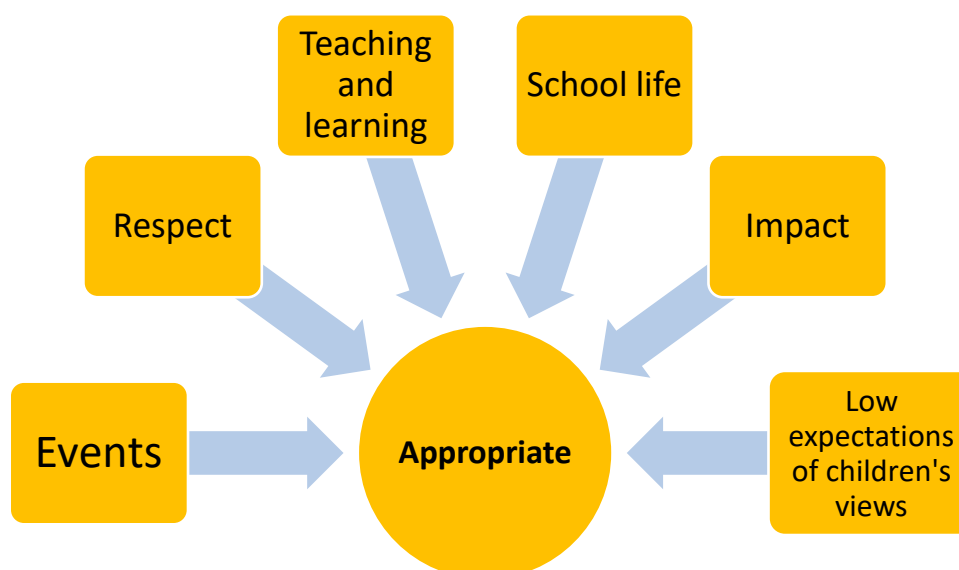 Teaching
and
learning
School life
Respect
Impact
Events
Appropriate
Low
expectations
of children's
views